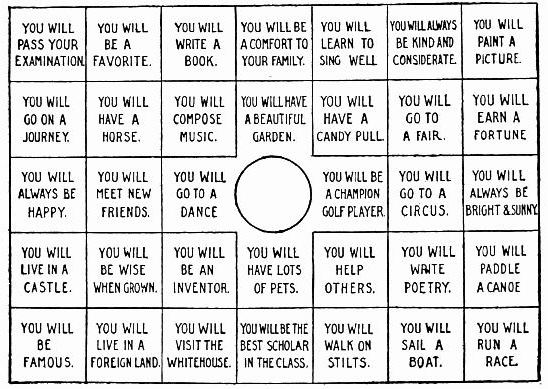 YOU WILL
PASS YOUR
EXAMINATION.
YOU WILL
BE A
FAVORITE.
YOU WILL
WRITE A
BOOK.
YOU WILL BE
A COMFORT TO
YOUR FAMILY.
YOU WILL
LEARN TO
SING WELL
YOU WILL ALWAYS
BE KIND AND
CONSIDERATE.
YOU WILL
PAINT A
PICTURE.
YOU WILL
GO ON A
JOURNEY.
YOU WILL
HAVE A
HORSE.
YOU WILL
COMPOSE
MUSIC.
YOU WILL HAVE
A BEAUTIFUL
GARDEN.
YOU WILL
HAVE A
CANDY PULL.
YOU WILL
GO TO
A FAIR.
YOU WILL
EARN A
FORTUNE
YOU WILL
ALWAYS BE
HAPPY.
YOU WILL
MEET NEW
FRIENDS.
YOU WILL
GO TO A
DANCE
YOU WILL BE
A CHAMPION
GOLF PLAYER.
YOU WILL
GO TO A
CIRCUS.
YOU WILL
ALWAYS BE
BRIGHT & SUNNY.
YOU WILL
LIVE IN A
CASTLE.
YOU WILL
BE WISE
WHEN GROWN.
YOU WILL
BE AN
INVENTOR.
YOU WILL
HAVE LOTS
OF PETS.
YOU WILL
HELP
OTHERS.
YOU WILL
WRITE
POETRY.
YOU WILL
PADDLE
A CANOE
YOU WILL
BE
FAMOUS.
YOU WILL
LIVE IN A
FOREIGN LAND.
YOU WILL
VISIT THE
WHITEHOUSE.
YOU WILL BE THE
BEST SCHOLAR
IN THE CLASS.
YOU WILL
WALK ON
STILTS.
YOU WILL
SAIL A
BOAT.
YOU WILL
RUN A
RACE.